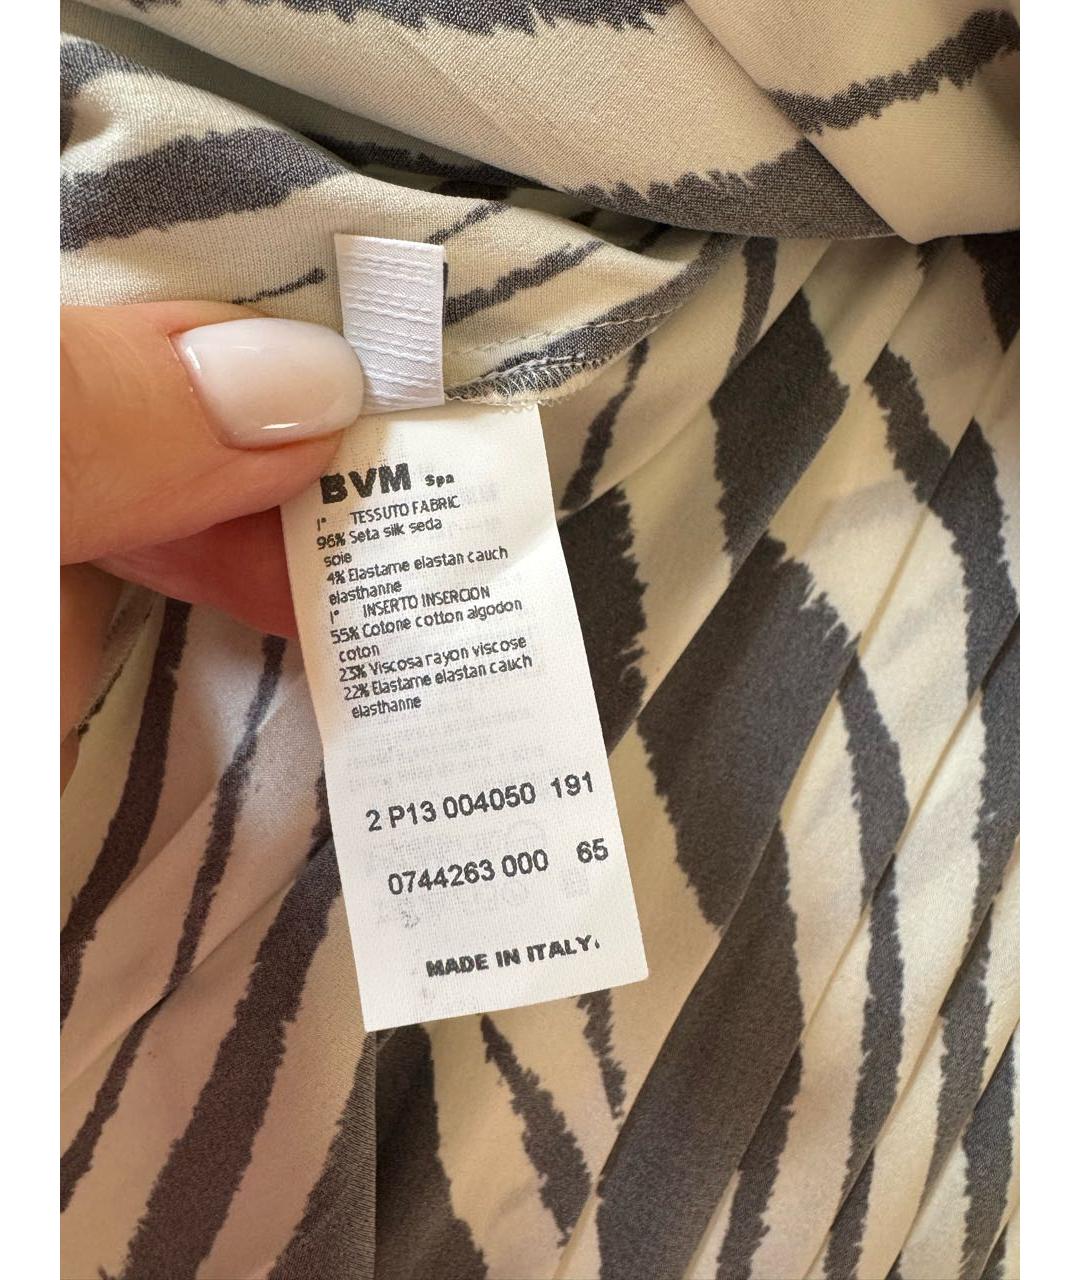 BVM Spa
I° TESSUTO FABRIC
96% Seta silk seda
soie
4% Elastame elastan cauch
elasthanne
I° INSERTO INSERCION
55% Cotone cotton algodon
coton
23% Viscosa rayon viscose
22% Elastame elastan cauch
elasthanne
2 P13 004050 191
0744263 000 65
MADE IN ITALY.